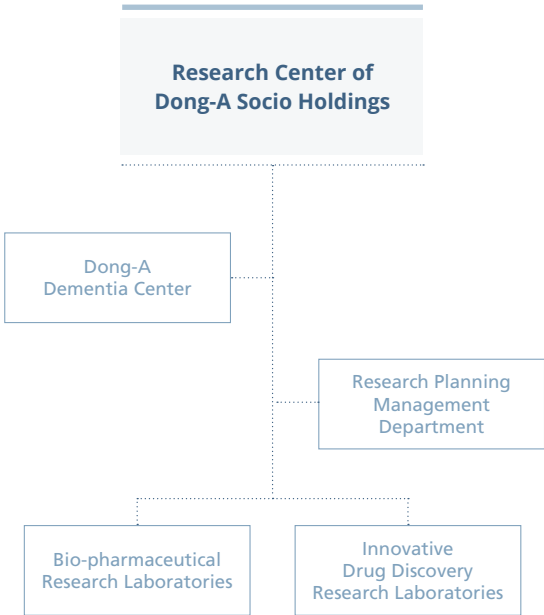 Research Center of
Dong-A Socio Holdings
Dong-A
Dementia Center
Research Planning
Management
Department
Bio-pharmaceutical
Research Laboratories
Innovative
Drug Discovery
Research Laboratories